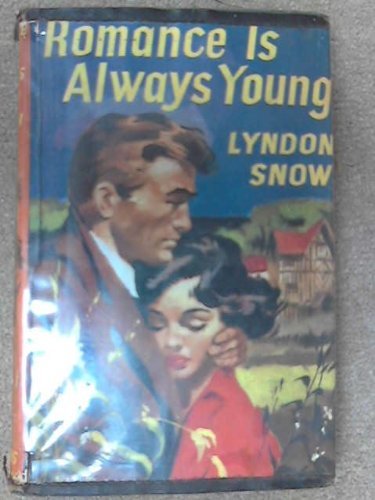 Romance Is
Always Young
LYNDON
SNOW